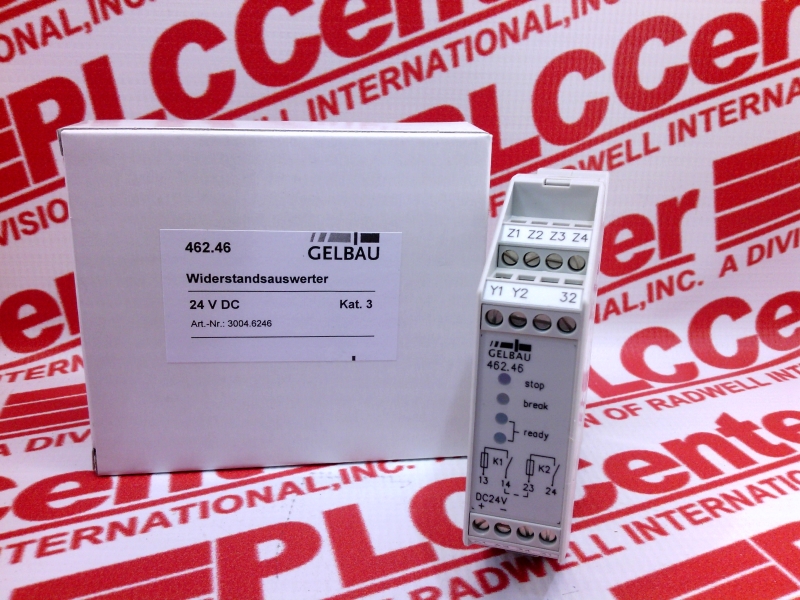 462.46
GELBAU
Widerstandsauswerter
24 V DC Kat. 3
Art.-Nr.: 3004.6246
Z1 Z2 Z3 Z4
Y1 Y2 32
GELBAU
462.46
stop
break
ready
K1 K2
13 14 23 24
DC24V
+ -
PLCCenter
A DIVISION OF RADWELL INTERNATIONAL, INC.